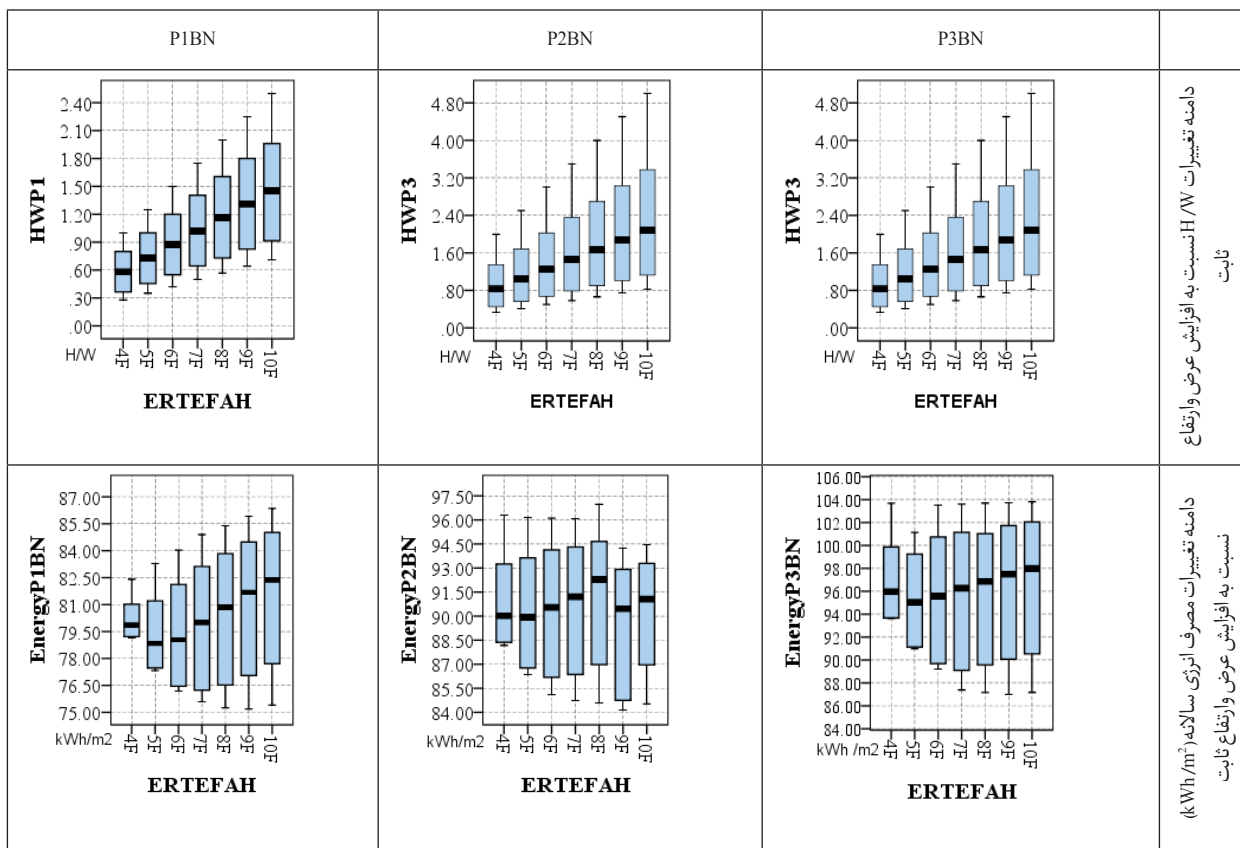 P1BN
P2BN
P3BN
HWP1
2.40
2.10
1.80
1.50
1.20
.90
.60
.30
.00
H/W
4F
5F
6F
7F
8F
9F
10F
ERTEFAH
HWP3
4.80
4.00
3.20
2.40
1.60
.80
.00
H/W
4F
5F
6F
7F
8F
9F
10F
ERTEFAH
HWP3
4.80
4.00
3.20
2.40
1.60
.80
.00
H/W
4F
5F
6F
7F
8F
9F
10F
ERTEFAH
دامنه تغییرات H/W نسبت به افزایش عرض وارتفاع
ثابت
EnergyP1BN
87.00
85.50
84.00
82.50
81.00
79.50
78.00
76.50
75.00
kWh/m2
4F
5F
6F
7F
8F
9F
10F
ERTEFAH
EnergyP2BN
97.50
96.00
94.50
93.00
91.50
90.00
88.50
87.00
85.50
84.00
kWh/m2
4F
5F
6F
7F
8F
9F
10F
ERTEFAH
EnergyP3BN
106.00
104.00
102.00
100.00
98.00
96.00
94.00
92.00
90.00
88.00
86.00
84.00
kWh /m2
4F
5F
6F
7F
8F
9F
10F
ERTEFAH
دامنه تغییرات مصرف انرژی سالانه (kWh/m²)
نسبت به افزایش عرض وارتفاع ثابت